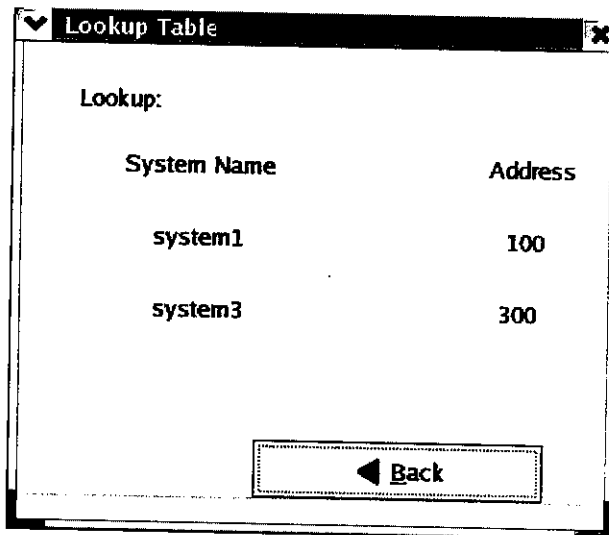 Lookup Table
Lookup:
System Name Address
system1 100
system3 300
Back